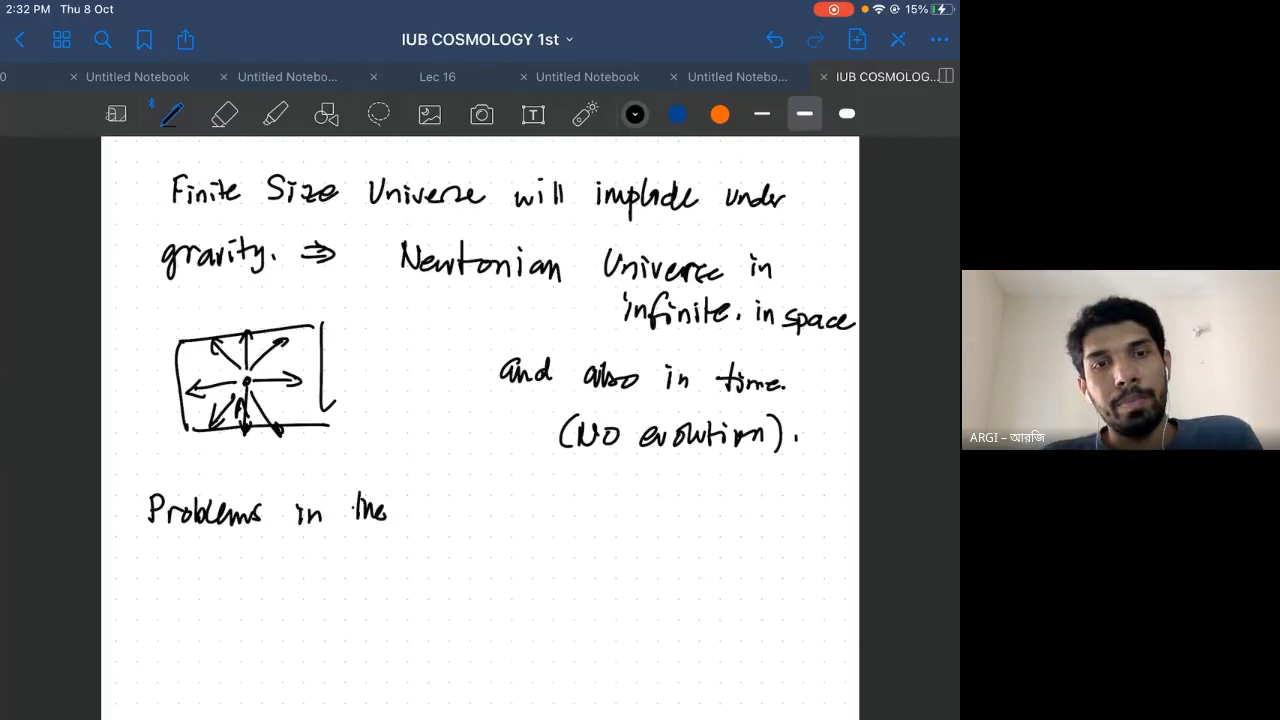 2:32 PM Thu 8 Oct
15%
IUB COSMOLOGY 1st
0
Untitled Notebook
Untitled Notebo...
Lec 16
Untitled Notebook
Untitled Notebo...
IUB COSMOLOG...
T
Finite Size Universe will implode under
gravity. ⇒ Newtonian Universe in
infinite. in space
and also in time.
(No evolution).
Problems in the
ARGI – আরজি